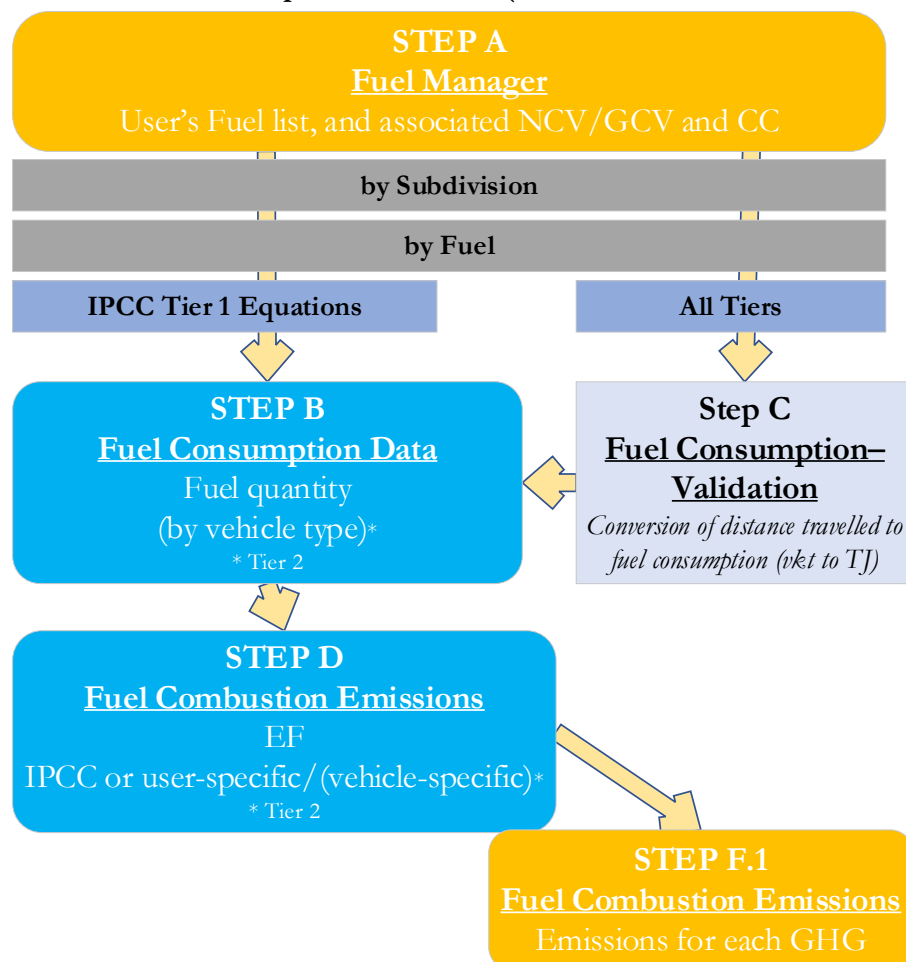 STEP A
Fuel Manager
User's Fuel list, and associated NCV/GCV and CC
by Subdivision
by Fuel
IPCC Tier 1 Equations
All Tiers
STEP B
Fuel Consumption Data
Fuel quantity
(by vehicle type)*
* Tier 2
Step C
Fuel Consumption–
Validation
Conversion of distance travelled to
fuel consumption (vkt to TJ)
STEP D
Fuel Combustion Emissions
EF
IPCC or user-specific/(vehicle-specific)*
* Tier 2
STEP F.1
Fuel Combustion Emissions
Emissions for each GHG